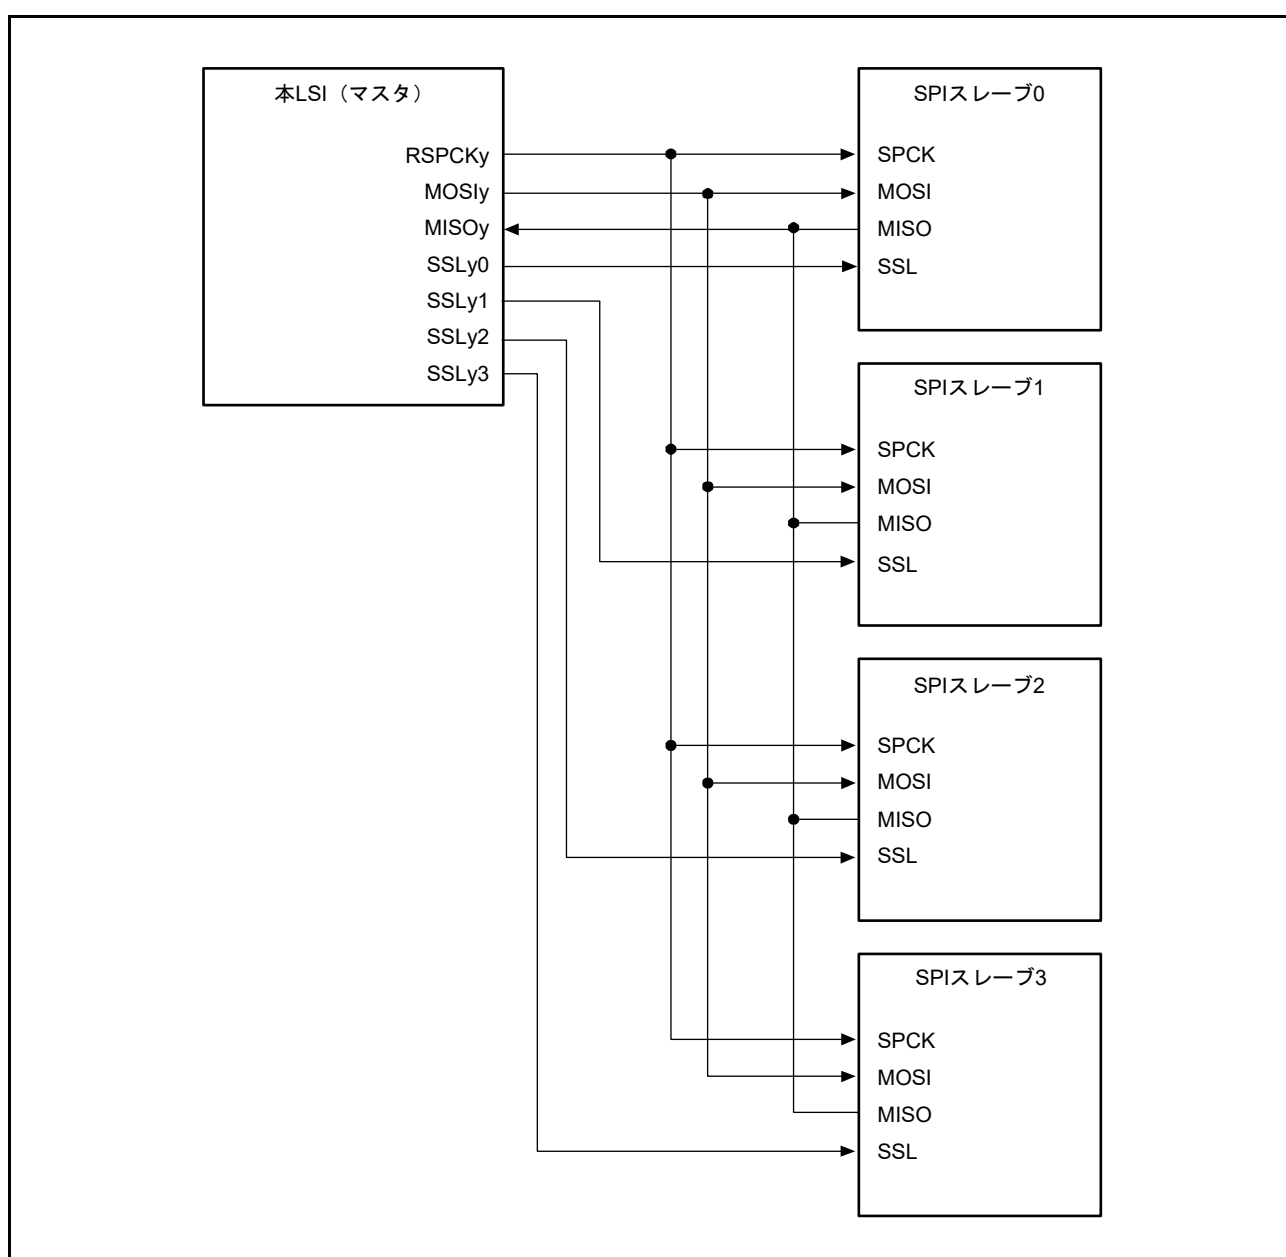 本LSI（マスタ）
RSPCKy
MOSIy
MISOy
SSLy0
SSLy1
SSLy2
SSLy3
SPIスレーブ0
SPCK
MOSI
MISO
SSL
SPIスレーブ1
SPCK
MOSI
MISO
SSL
SPIスレーブ2
SPCK
MOSI
MISO
SSL
SPIスレーブ3
SPCK
MOSI
MISO
SSL